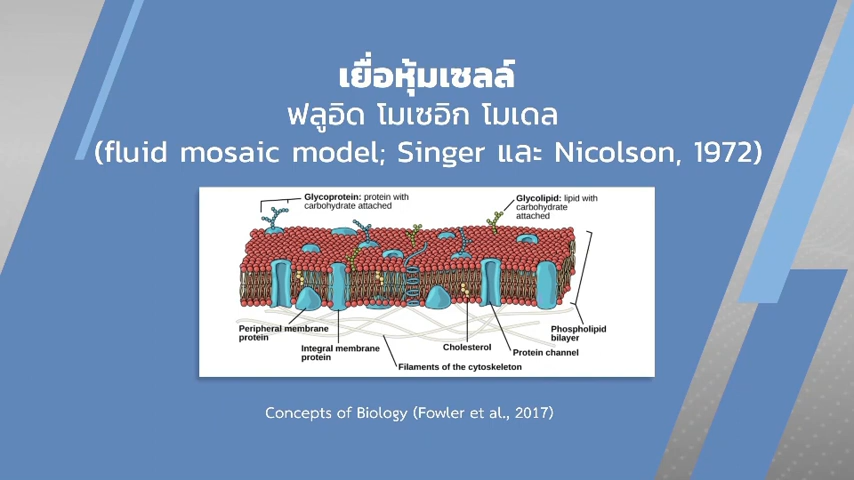 เยื่อหุ้มเซลล์
ฟลูอิด โมเซอิก โมเดล
(fluid mosaic model; Singer และ Nicolson, 1972)
Glycoprotein: protein with
carbohydrate attached
Glycolipid: lipid with
carbohydrate
attached
Peripheral membrane
protein
Integral membrane
protein
Cholesterol
Filaments of the cytoskeleton
Protein channel
Phospholipid
bilayer
Concepts of Biology (Fowler et al., 2017)